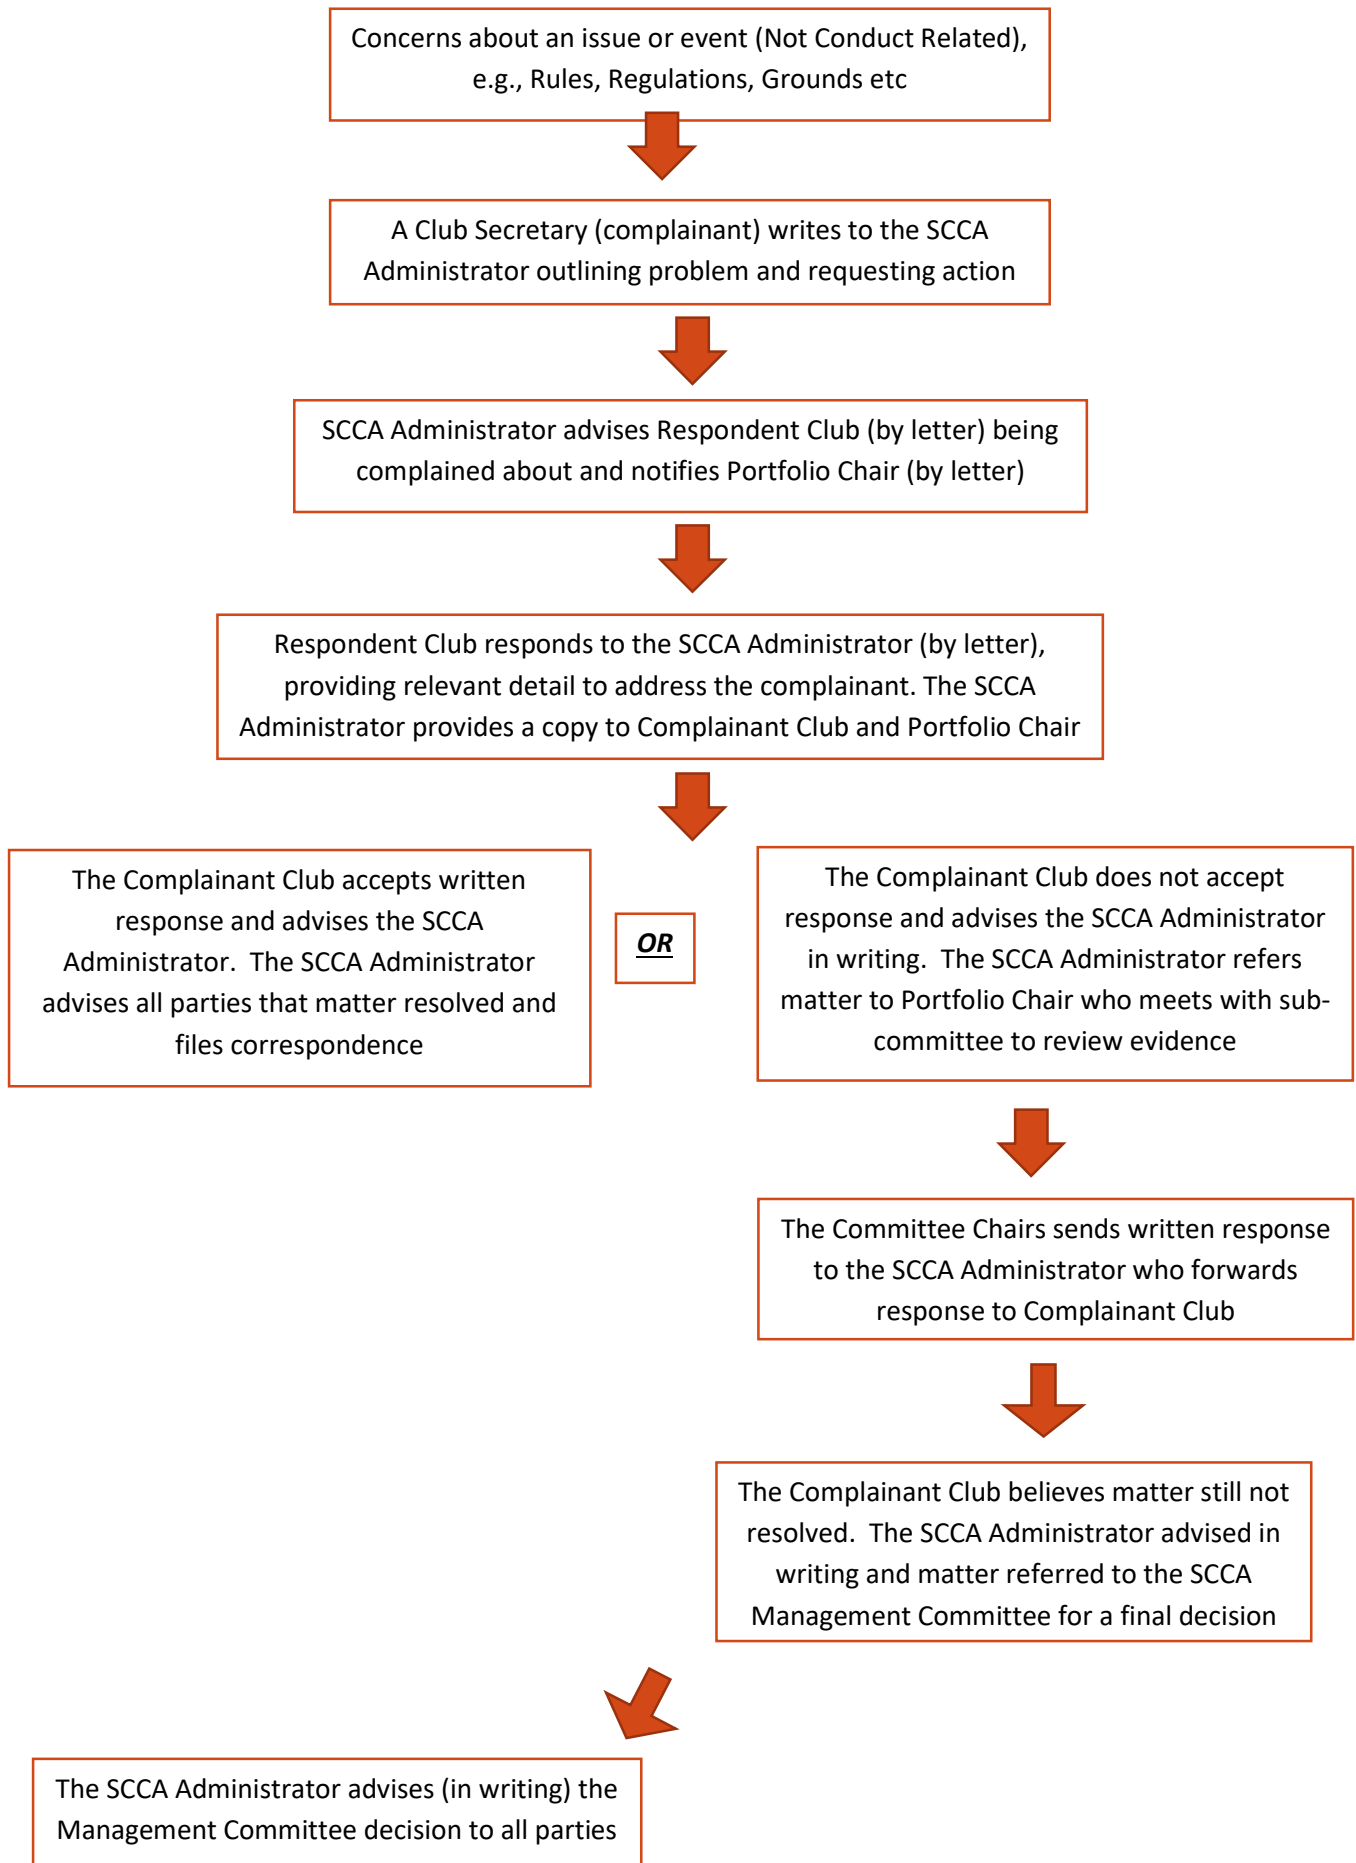 Concerns about an issue or event (Not Conduct Related),
e.g., Rules, Regulations, Grounds etc
A Club Secretary (complainant) writes to the SCCA
Administrator outlining problem and requesting action
SCCA Administrator advises Respondent Club (by letter) being
complained about and notifies Portfolio Chair (by letter)
Respondent Club responds to the SCCA Administrator (by letter),
providing relevant detail to address the complainant. The SCCA
Administrator provides a copy to Complainant Club and Portfolio Chair
The Complainant Club accepts written
response and advises the SCCA
Administrator.  The SCCA Administrator
advises all parties that matter resolved and
files correspondence
OR
The Complainant Club does not accept
response and advises the SCCA Administrator
in writing.  The SCCA Administrator refers
matter to Portfolio Chair who meets with sub-
committee to review evidence
The Committee Chairs sends written response
to the SCCA Administrator who forwards
response to Complainant Club
The Complainant Club believes matter still not
resolved.  The SCCA Administrator advised in
writing and matter referred to the SCCA
Management Committee for a final decision
The SCCA Administrator advises (in writing) the
Management Committee decision to all parties